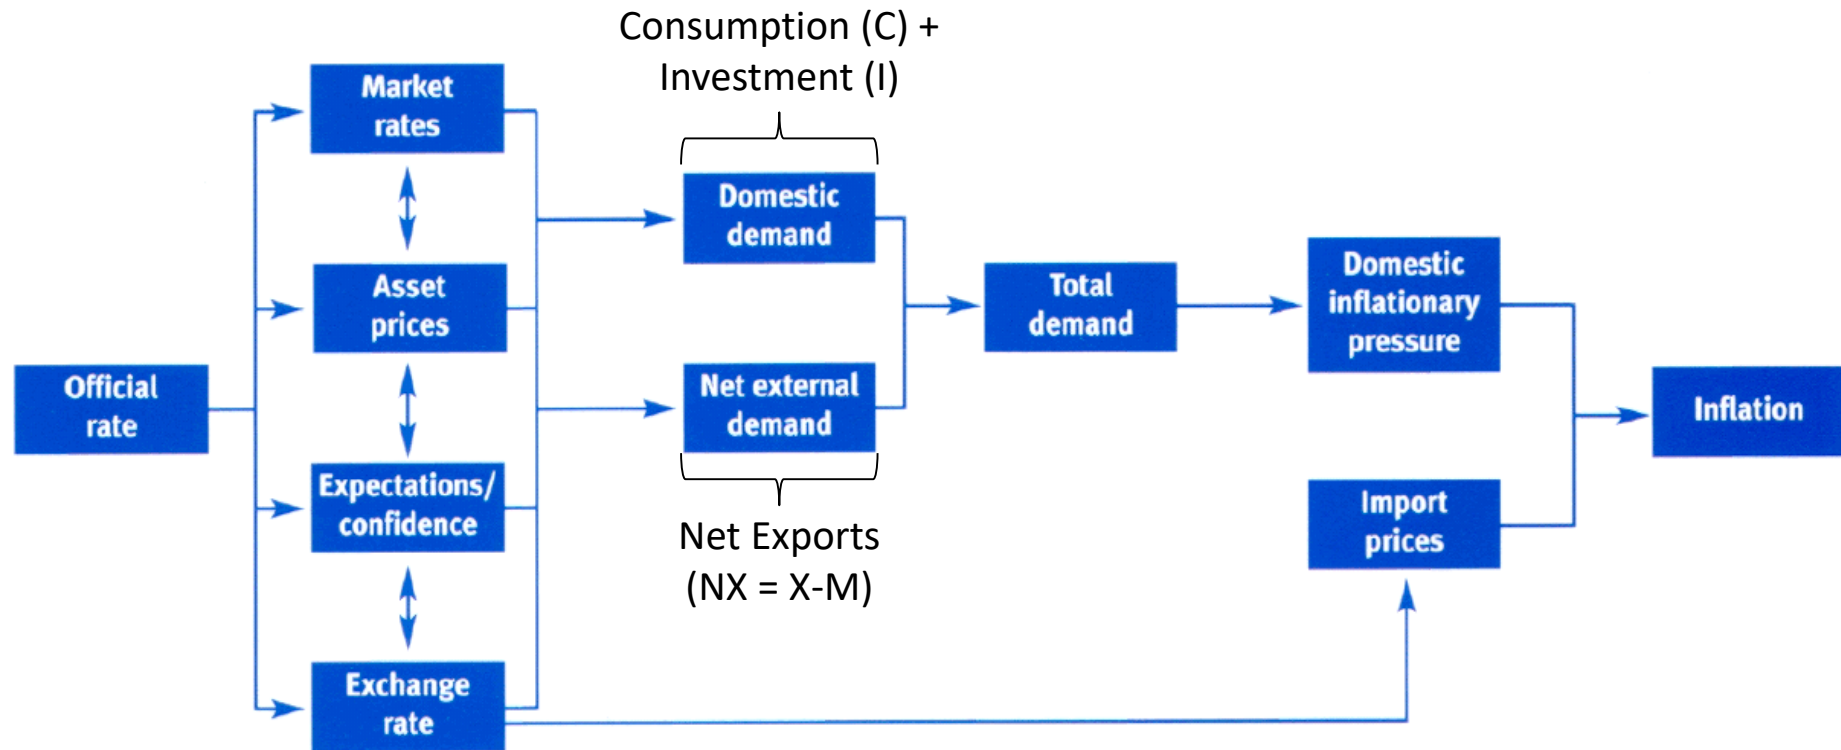 Consumption (C) +
Investment (I)
Market
rates
Domestic
demand
Asset
prices
Domestic
inflationary
pressure
Total
demand
Official
rate
Net external
demand
Inflation
Expectations/
confidence
Import
prices
Net Exports
(NX = X-M)
Exchange
rate